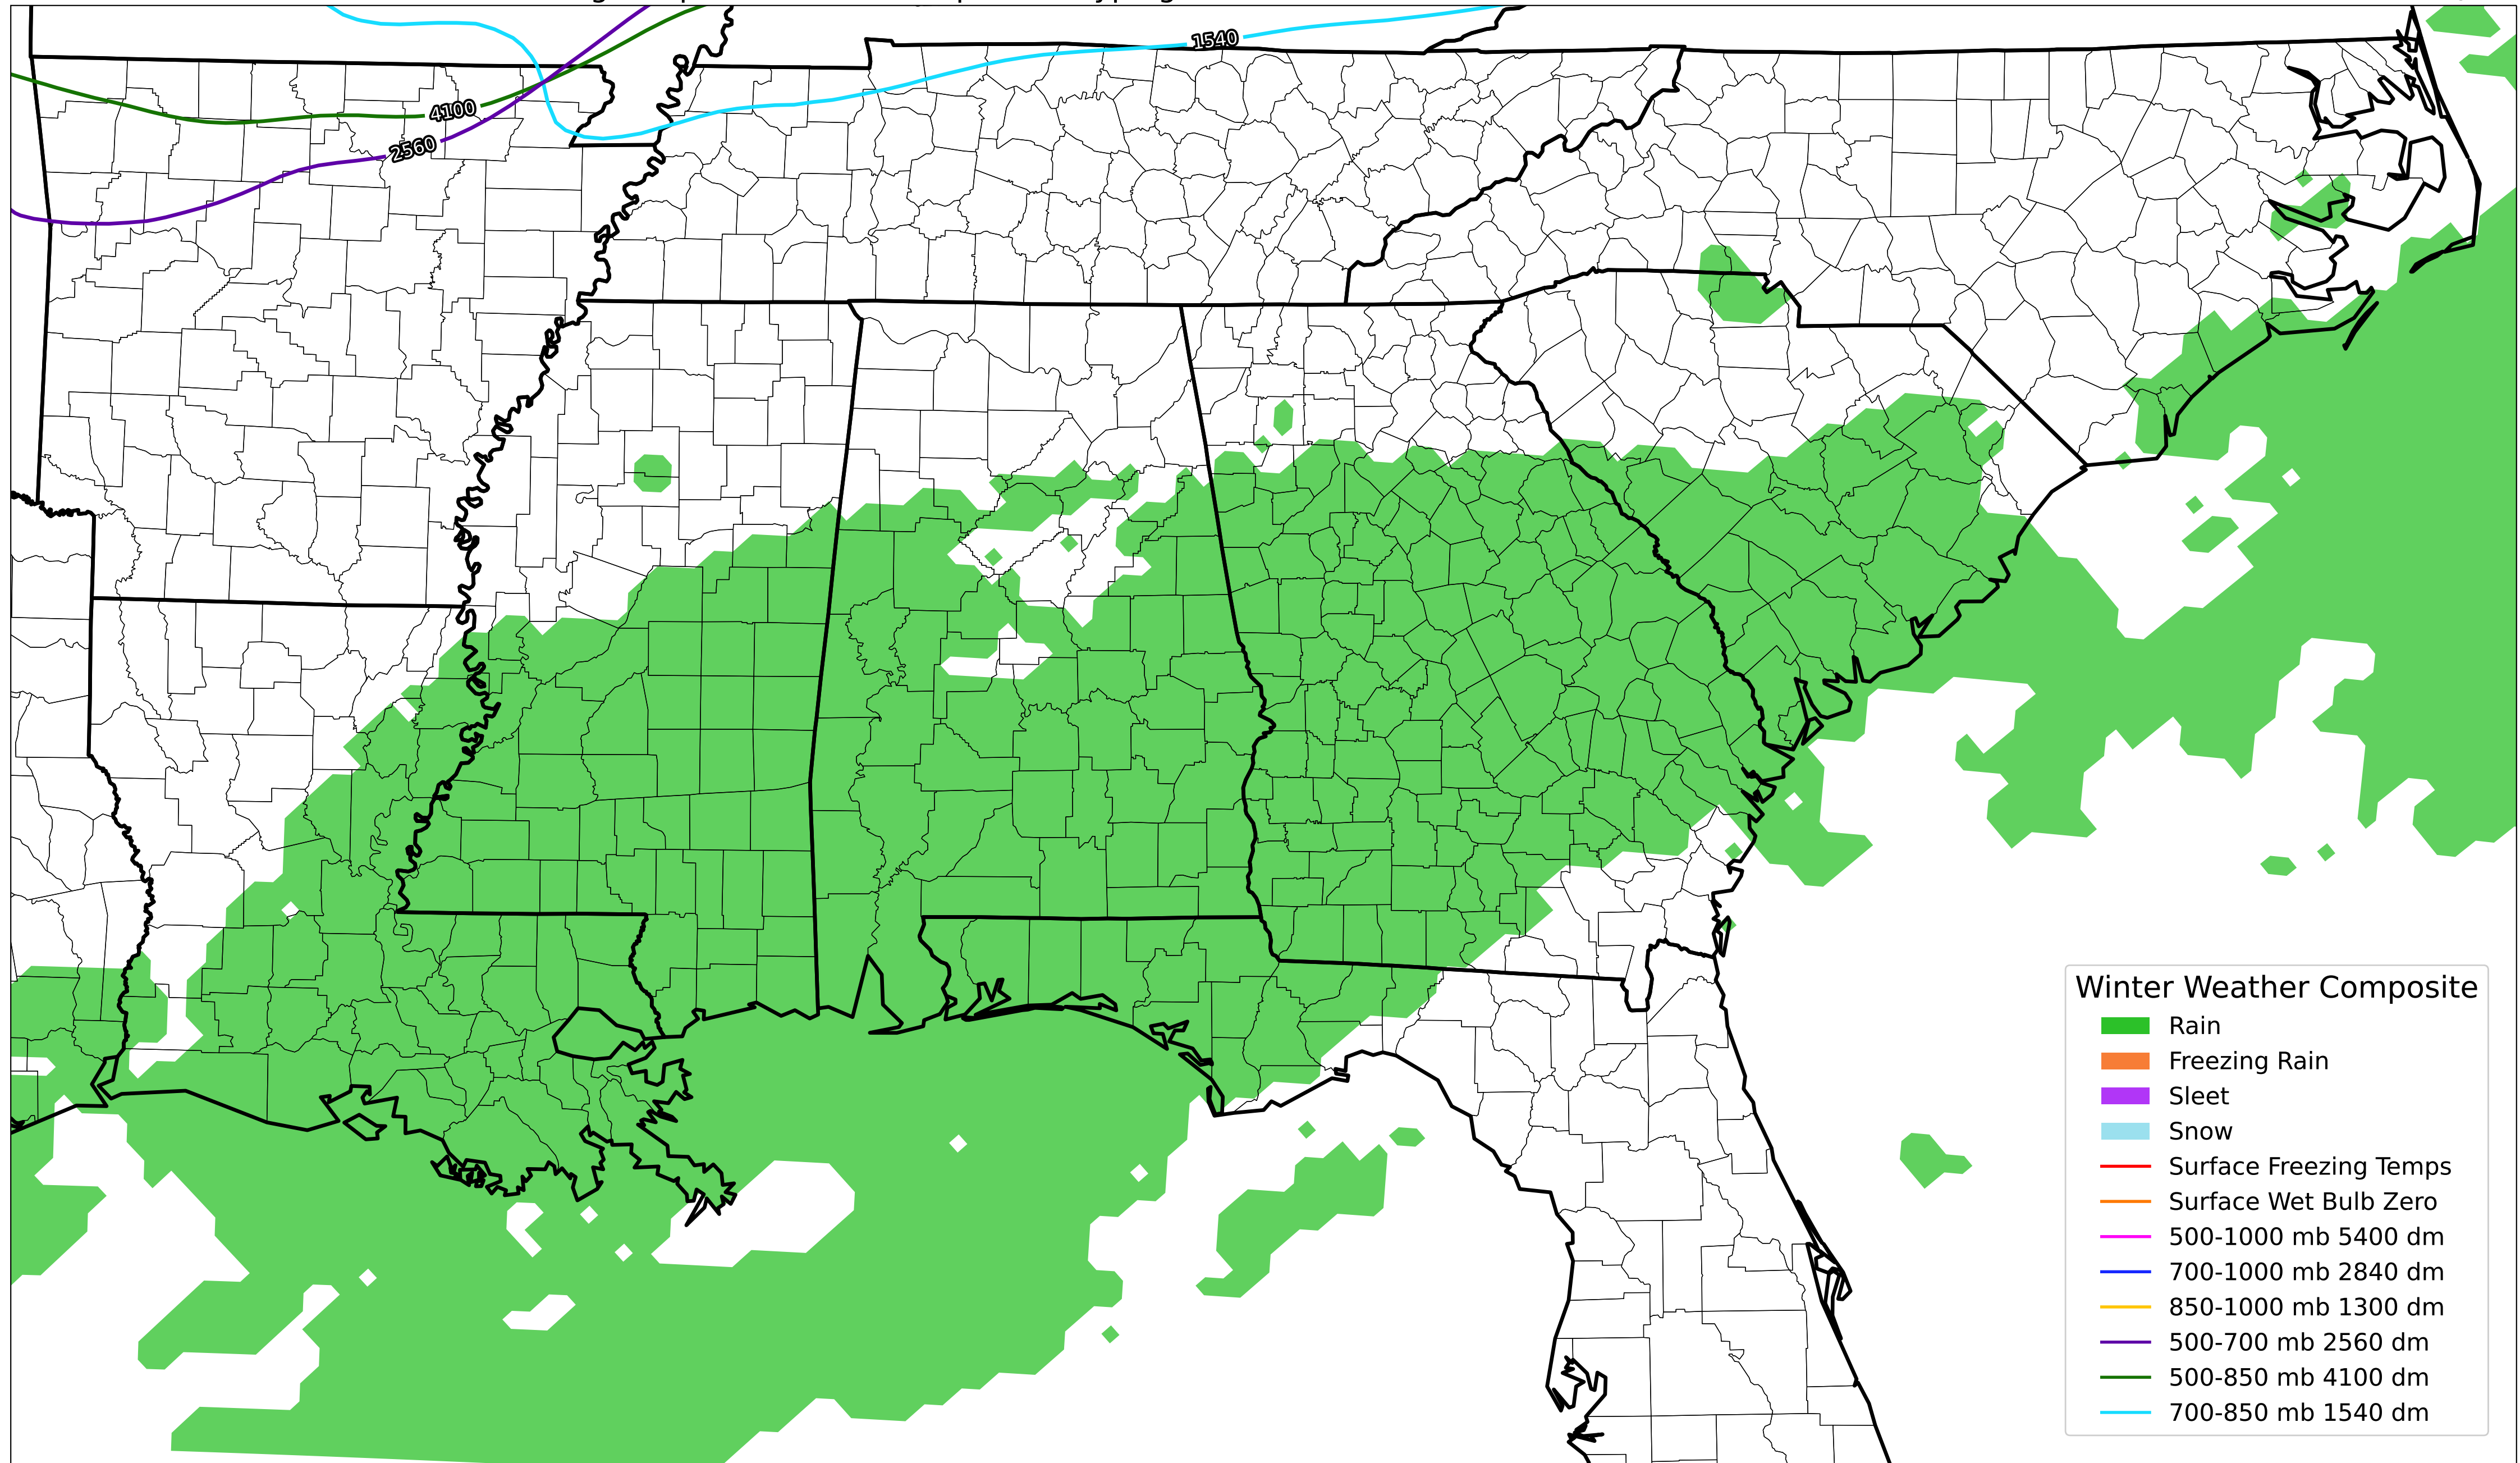 1540
4100
2560
Winter Weather Composite
Rain
Freezing Rain
Sleet
Snow
Surface Freezing Temps
Surface Wet Bulb Zero
500-1000 mb 5400 dm
700-1000 mb 2840 dm
850-1000 mb 1300 dm
500-700 mb 2560 dm
500-850 mb 4100 dm
700-850 mb 1540 dm